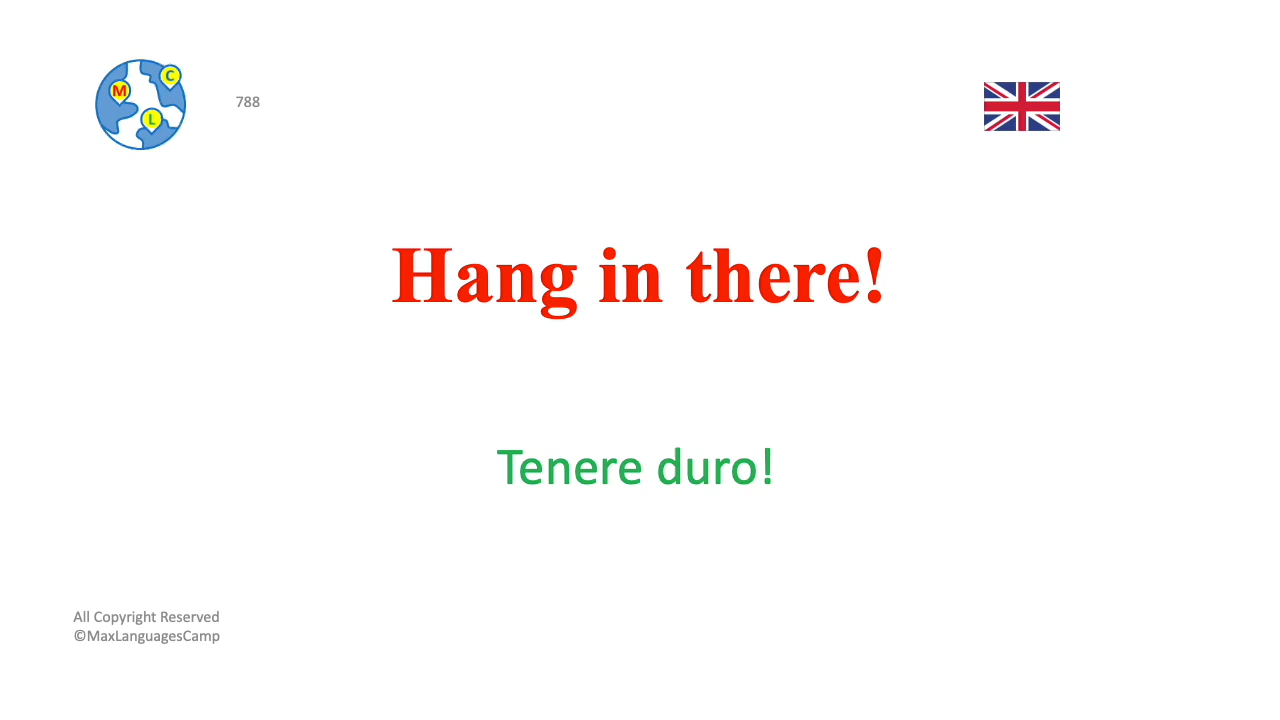 C
M
L
788
Hang in there!
Tenere duro!
All Copyright Reserved
©MaxLanguagesCamp